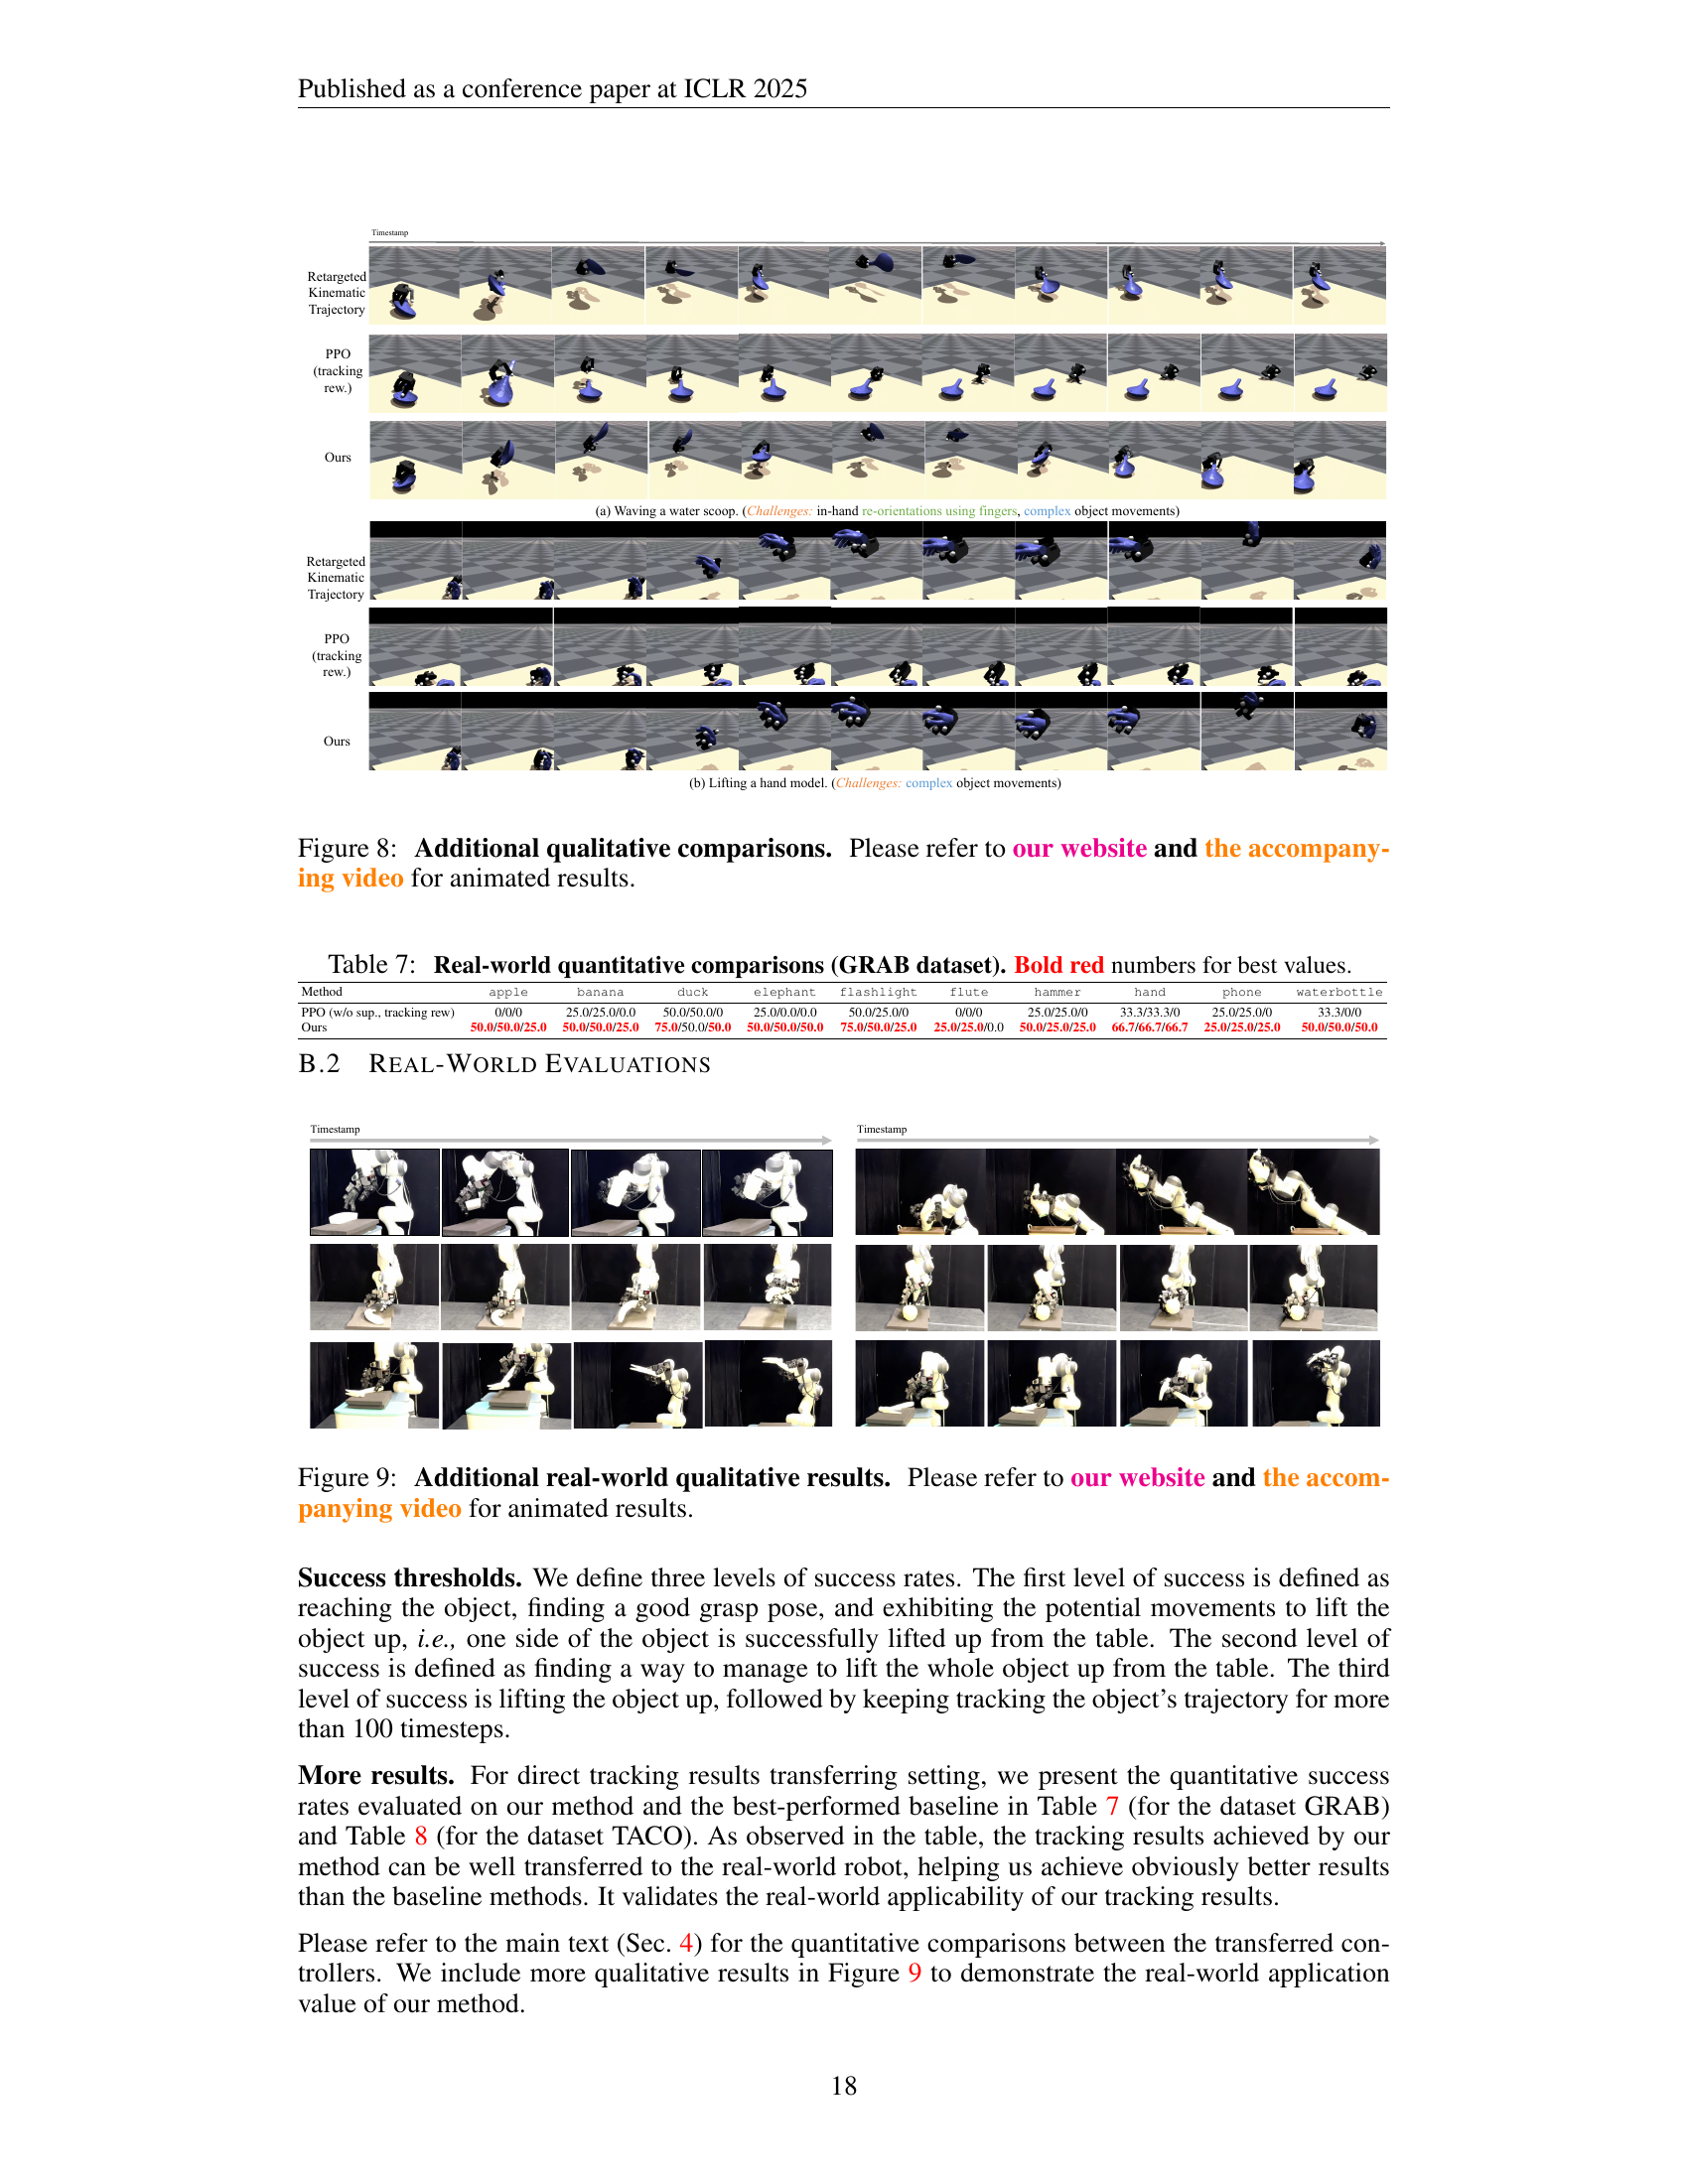 Published as a conference paper at ICLR 2025
Timestamp
Retargeted
Kinematic
Trajectory
PPO
(tracking
rew.)
Ours
(a) Waving a water scoop. (Challenges: in-hand re-orientations using fingers, complex object movements)
Retargeted
Kinematic
Trajectory
PPO
(tracking
rew.)
Ours
(b) Lifting a hand model. (Challenges: complex object movements)
Figure 8: Additional qualitative comparisons. Please refer to our website and the accompany-
ing video for animated results.
Table 7: Real-world quantitative comparisons (GRAB dataset). Bold red numbers for best values.
Method apple banana duck elephant flashlight flute hammer hand phone waterbottle
PPO (w/o sup., tracking rew) 0/0/0 25.0/25.0/0.0 50.0/50.0/0 25.0/0.0/0.0 50.0/25.0/0 0/0/0 25.0/25.0/0 33.3/33.3/0 25.0/25.0/0 33.3/0/0
Ours 50.0/50.0/25.0 50.0/50.0/25.0 75.0/50.0/50.0 50.0/50.0/50.0 75.0/50.0/25.0 25.0/25.0/0.0 50.0/25.0/25.0 66.7/66.7/66.7 25.0/25.0/25.0 50.0/50.0/50.0
B.2 REAL-WORLD EVALUATIONS
Timestamp
Timestamp
Figure 9: Additional real-world qualitative results. Please refer to our website and the accom-
panying video for animated results.
Success thresholds. We define three levels of success rates. The first level of success is defined as
reaching the object, finding a good grasp pose, and exhibiting the potential movements to lift the
object up, i.e., one side of the object is successfully lifted up from the table. The second level of
success is defined as finding a way to manage to lift the whole object up from the table. The third
level of success is lifting the object up, followed by keeping tracking the object's trajectory for more
than 100 timesteps.
More results. For direct tracking results transferring setting, we present the quantitative success
rates evaluated on our method and the best-performed baseline in Table 7 (for the dataset GRAB)
and Table 8 (for the dataset TACO). As observed in the table, the tracking results achieved by our
method can be well transferred to the real-world robot, helping us achieve obviously better results
than the baseline methods. It validates the real-world applicability of our tracking results.
Please refer to the main text (Sec. 4) for the quantitative comparisons between the transferred con-
trollers. We include more qualitative results in Figure 9 to demonstrate the real-world application
value of our method.
18